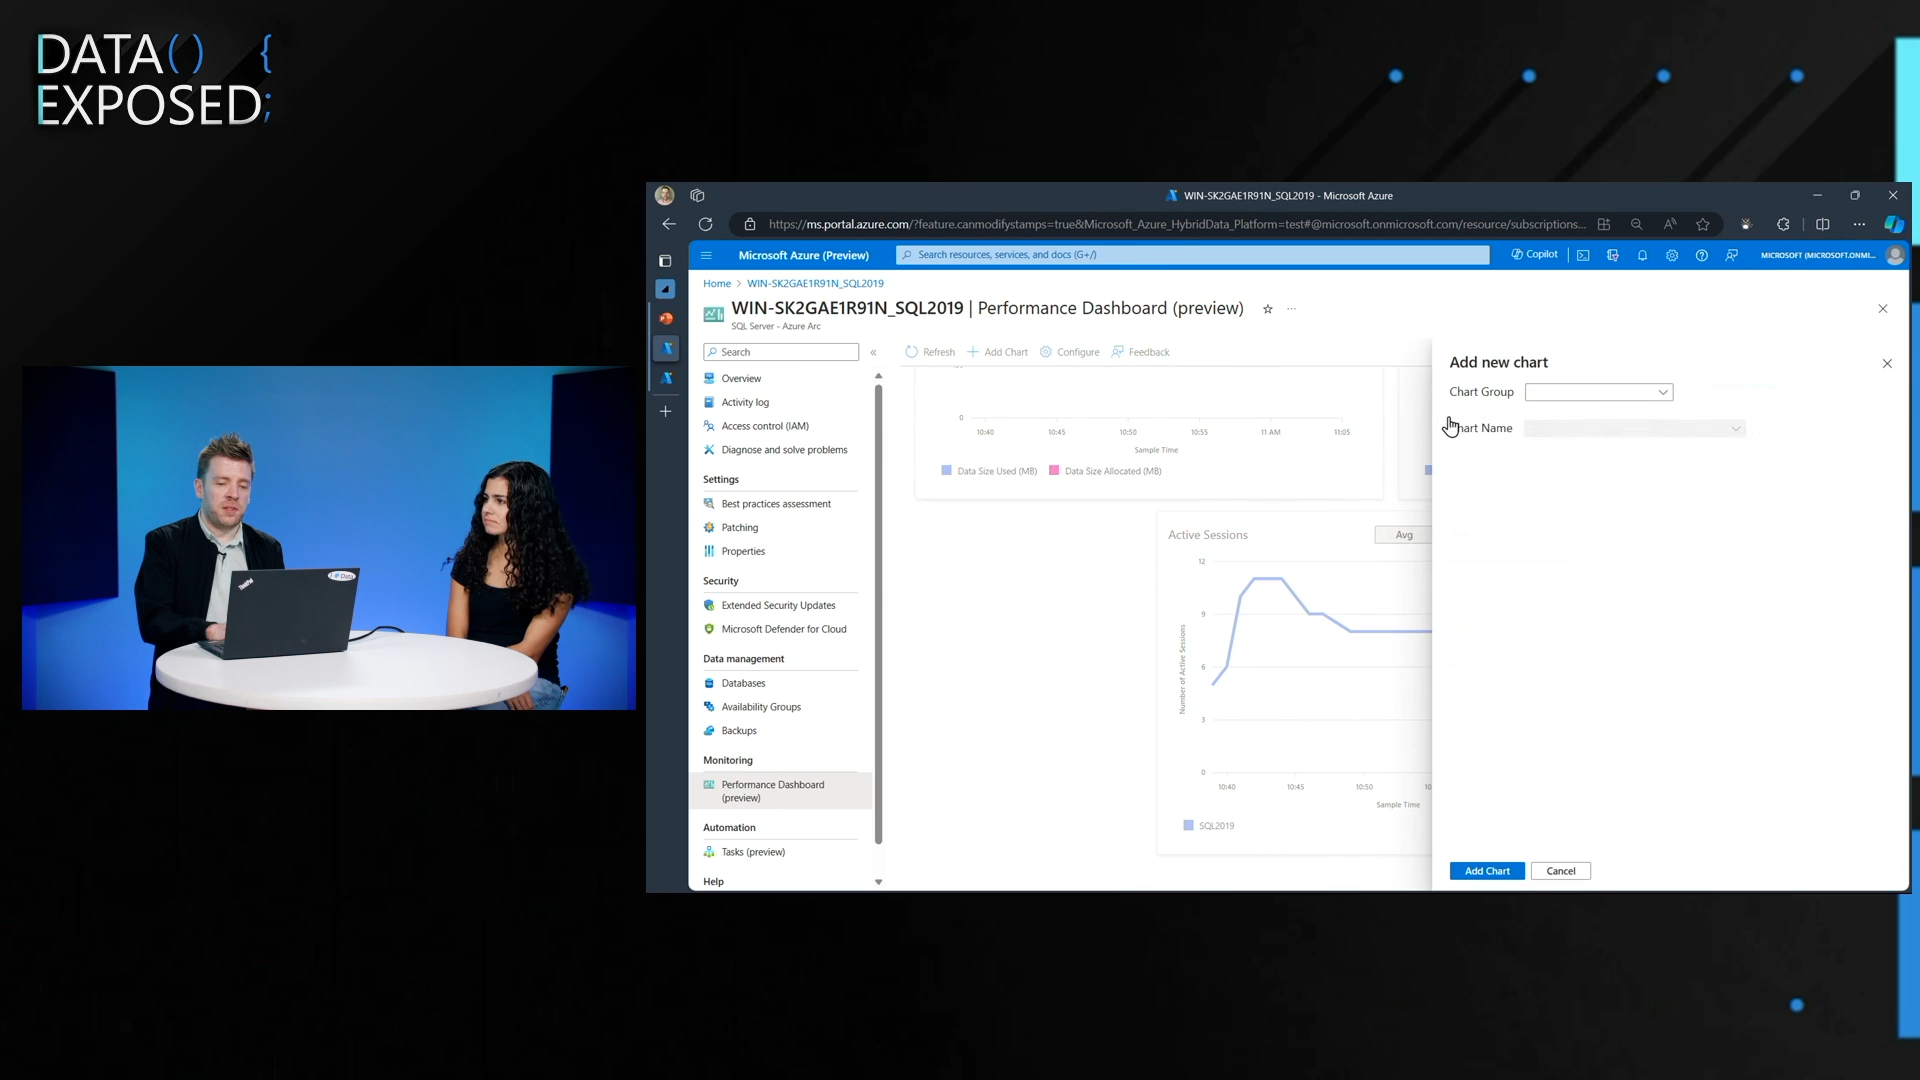 DATA() {
EXPOSED;
WIN-SK2GAE1R91N_SQL2019 - Microsoft Azure
https://ms.portal.azure.com/?feature.canmodifystamps=true&Microsoft_Azure_HybridData_Platform=test#@microsoft.onmicrosoft.com/resource/subscriptions...
Microsoft Azure (Preview)
Search resources, services, and docs (G+/)
Copilot
MICROSOFT (MICROSOFT.ONMI...
Home > WIN-SK2GAE1R91N_SQL2019
WIN-SK2GAE1R91N_SQL2019 | Performance Dashboard (preview)
SQL Server - Azure Arc
Search
Overview
Activity log
Access control (IAM)
Diagnose and solve problems
Settings
Best practices assessment
Patching
Properties
Security
Extended Security Updates
Microsoft Defender for Cloud
Data management
Databases
Availability Groups
Backups
Monitoring
Performance Dashboard
(preview)
Automation
Tasks (preview)
Help
Refresh
Add Chart
Configure
Feedback
0
10:40 10:45 10:50 10:55 11 AM 11:05
Sample Time
Data Size Used (MB) Data Size Allocated (MB)
Active Sessions
Avg
Number of Active Sessions
12
9
6
3
0
10:40 10:45 10:50 10
Sample Time
SQL2019
Add new chart
Chart Group
hart Name
Add Chart
Cancel
ThinkPad
Data